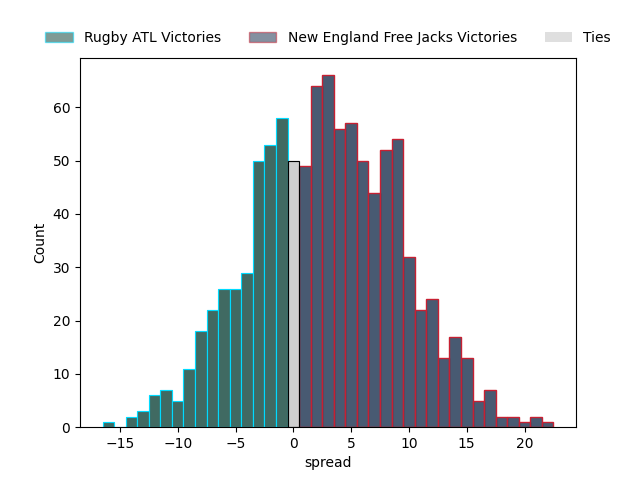 Rugby ATL Victories New England Free Jacks Victories Ties
60
50
40
30
20
10
0
Count
−15 −10 −5 0 5 10 15 20
spread